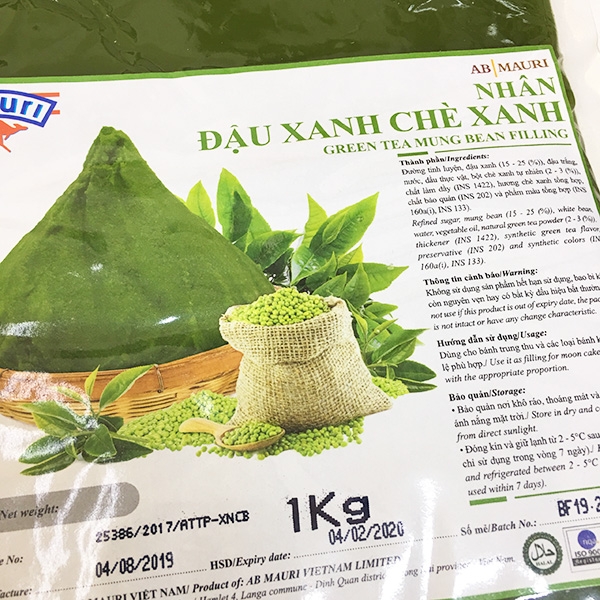 AB MAURI
NHÂN
ĐẬU XANH CHÈ XANH
GREEN TEA MUNG BEAN FILLING
Thành phần/Ingredients:
Đường tinh luyện, đậu xanh (15 - 25 (%)), đậu trắng,
nước, dầu thực vật, bột chè xanh tự nhiên (2 - 3 (%)),
chất làm dầy (INS 1422), hương chè xanh tổng hợp,
chất bảo quản (INS 202) và phẩm màu tổng hợp (INS
160a(i), INS 133).
Refined sugar, mung bean (15 - 25 (%)), white bean,
water, vegetable oil, natural green tea powder (2 - 3 (%)),
thickener (INS 1422), synthetic green tea flavor,
preservative (INS 202) and synthetic colors (IN
160a(i), INS 133).
Thông tin cảnh báo/Warning:
Không sử dụng sản phẩm hết hạn sử dụng, bao bì k
còn nguyên vẹn hay có bất kỳ dấu hiệu bất thường
not use if this product is out of expiry date, the pac
is not intact or have any change characteristic.
Hướng dẫn sử dụng/Usage:
Dùng cho bánh trung thu và các loại bánh k
lệ phù hợp./ Use it as filling for moon cake
with the appropriate proportion.
Bảo quản/Storage:
• Bảo quản nơi khô ráo, thoáng mát và
ánh nắng mặt trời./ Store in dry and co
from direct sunlight.
• Đóng kín và giữ lạnh từ 2 - 5°C sau
chỉ sử dụng trong vòng 7 ngày)./
and refrigerated between 2 - 5°C
used within 7 days).
Net weight: 1Kg
25386/2017/ATTP-XNCB
04/02/2020
04/08/2019 HSD/Expiry date:
Số mẻ/Batch No.: BF19-2
HALAL
ISO 900
MAURI VIỆT NAM/ Product of: AB MAURI VIETNAM LIMITED
Hamlet 4, Langa commune - Dinh Quan district